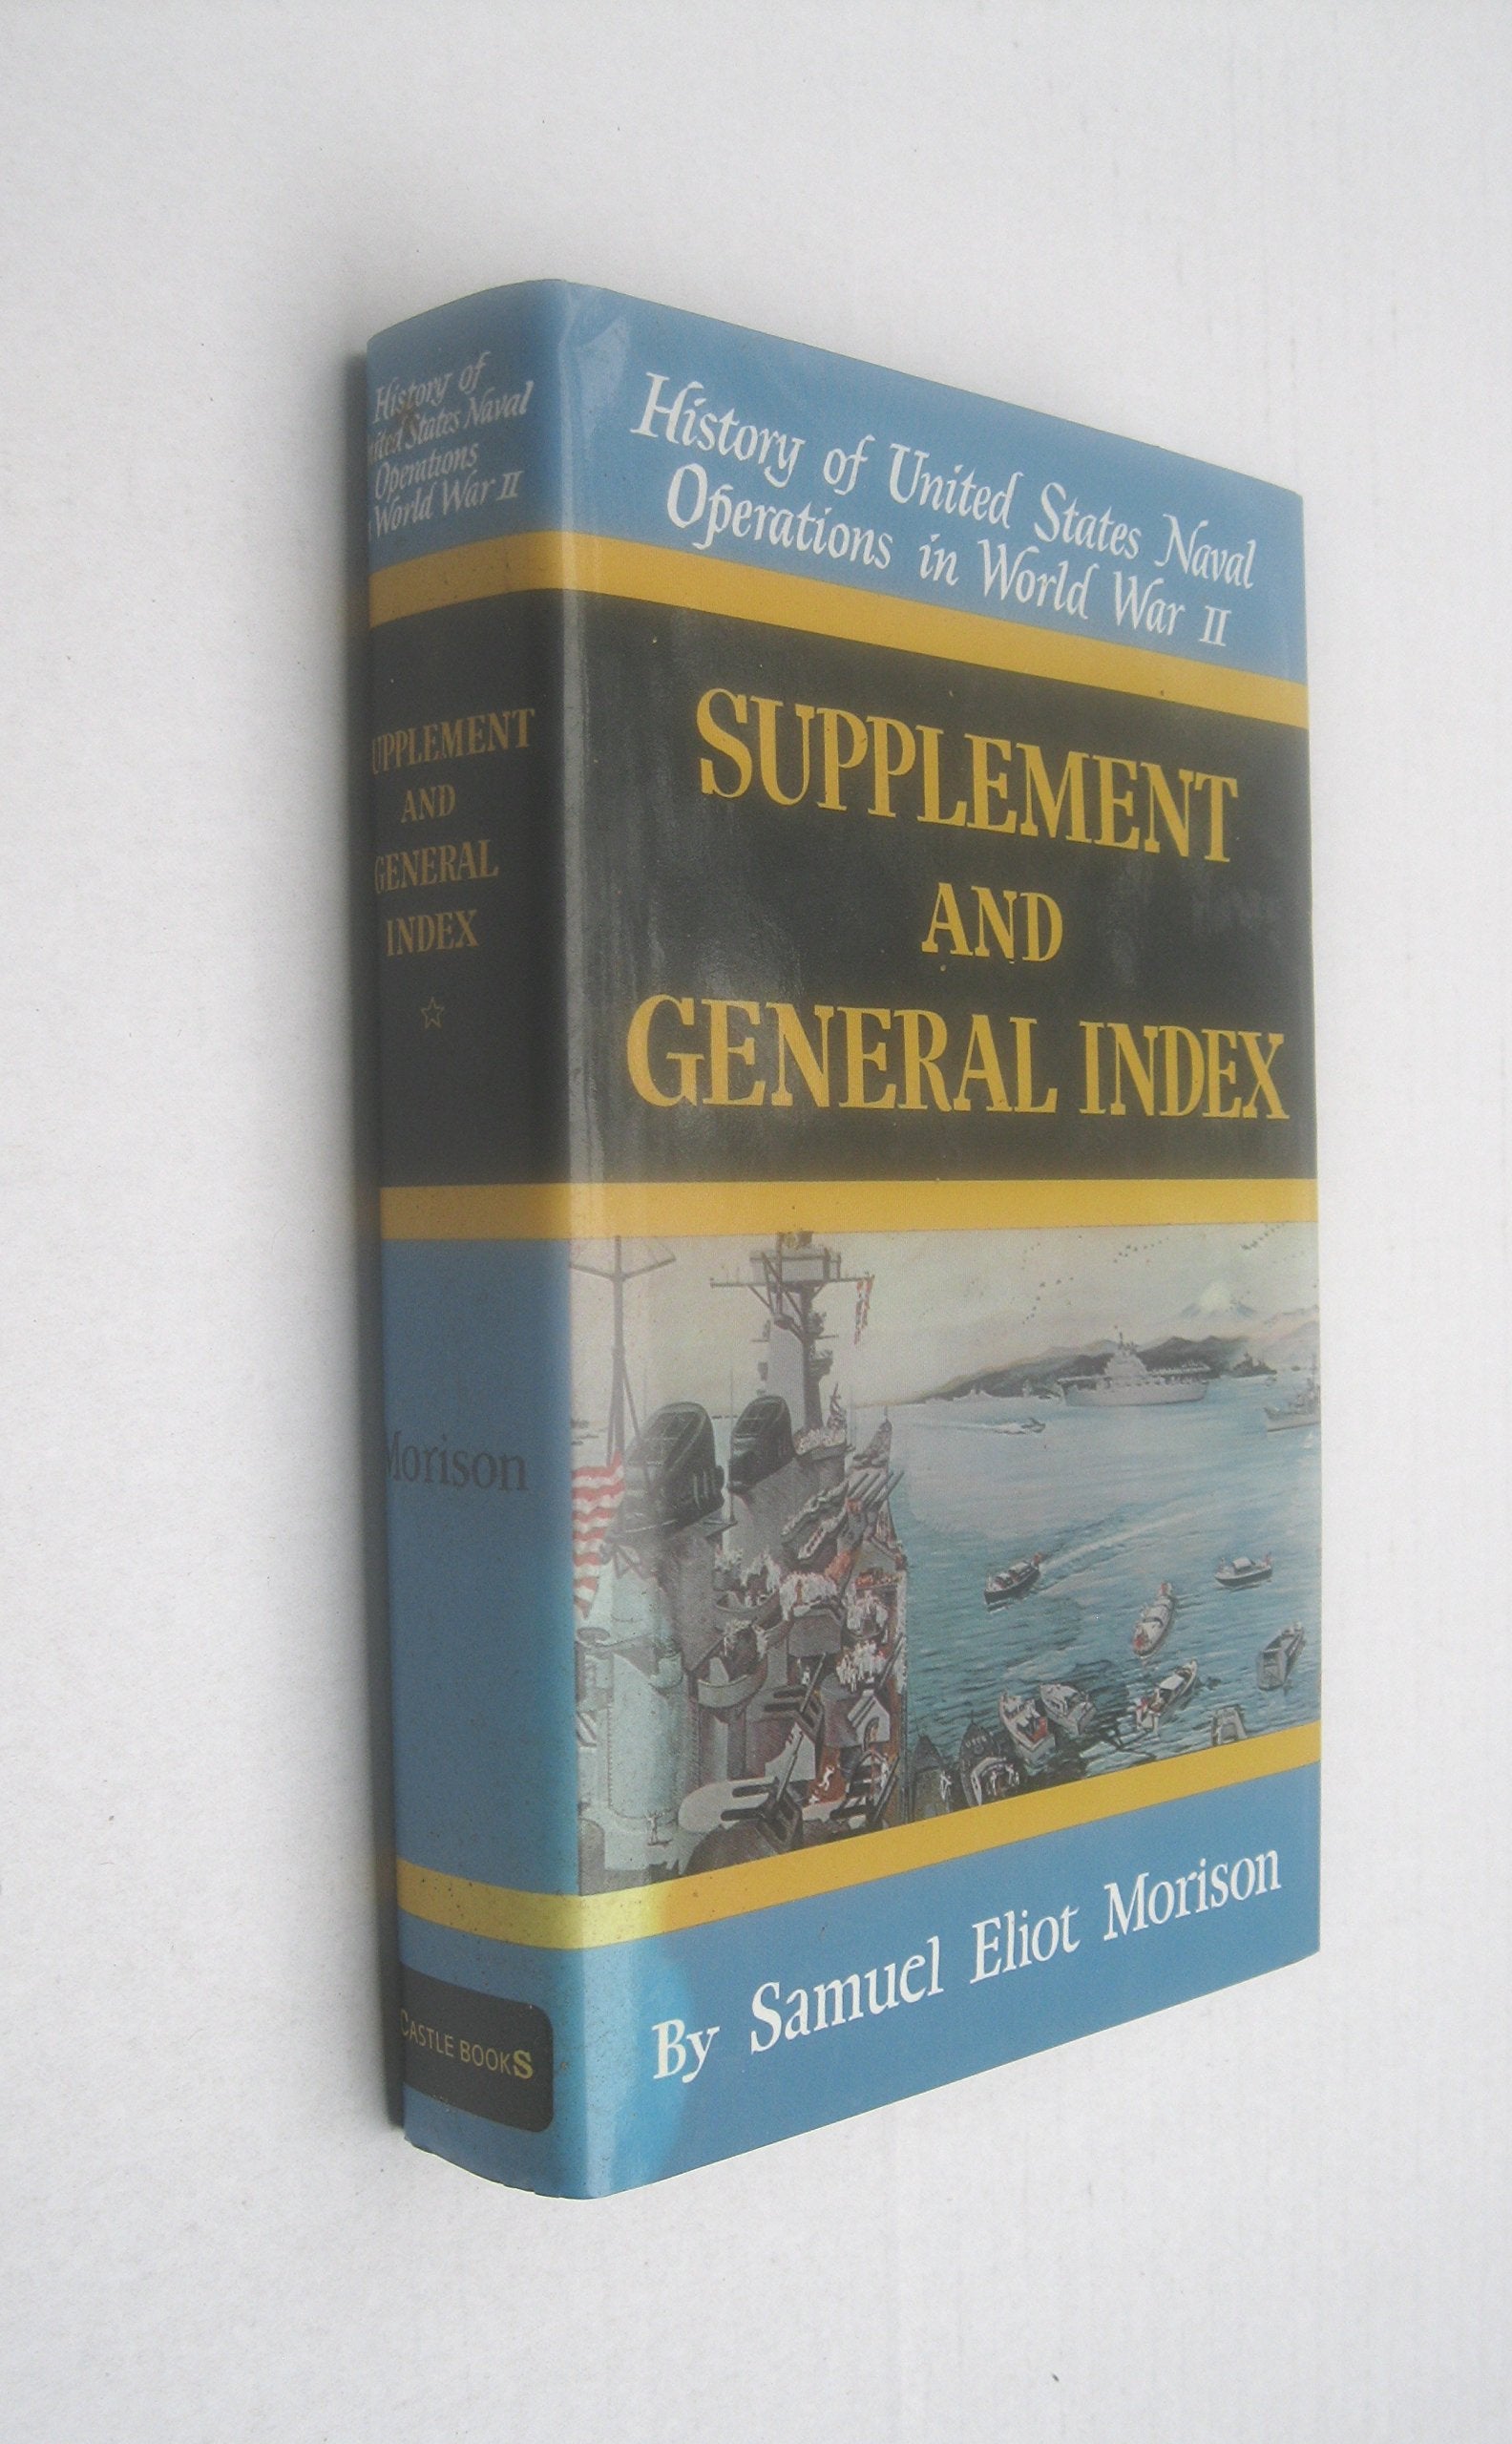 History of
United States Naval
Operations
World War II
SUPPLEMENT
AND
GENERAL
INDEX
Morison
CASTLE BOOKS
History of United States Naval
Operations in World War II
SUPPLEMENT
AND
GENERAL INDEX
By Samuel Eliot Morison